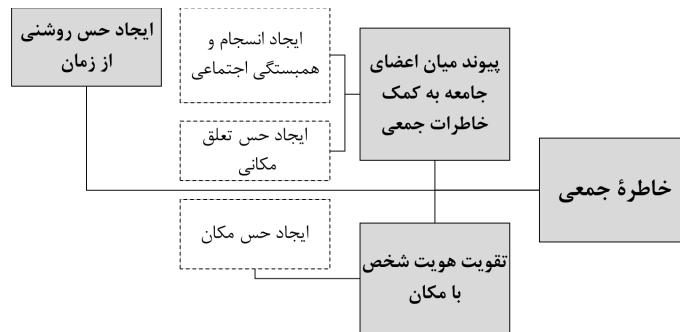 خاطرۀ جمعی
پیوند میان اعضای
جامعه به کمک
خاطرات جمعی
ایجاد انسجام و
همبستگی اجتماعی
ایجاد حس تعلق
مکانی
تقویت هویت شخص
با مکان
ایجاد حس مکان
ایجاد حس روشنی
از زمان